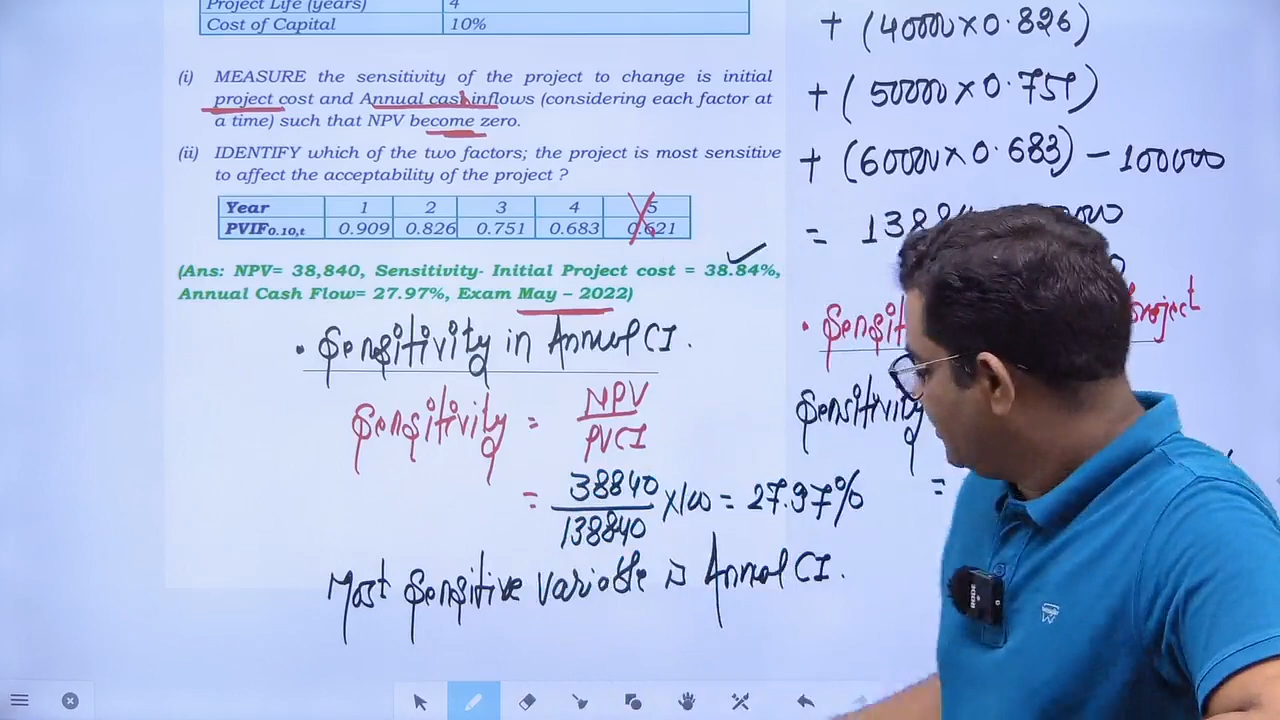 Project Life (years) 4
Cost of Capital 10%
(i) MEASURE the sensitivity of the project to change is initial
project cost and Annual cash inflows (considering each factor at
a time) such that NPV become zero.
(ii) IDENTIFY which of the two factors; the project is most sensitive
to affect the acceptability of the project ?
Year 1 2 3 4 5
PVIF0.10,t 0.909 0.826 0.751 0.683 0.621
(Ans: NPV= 38,840, Sensitivity- Initial Project cost = 38.84%,
Annual Cash Flow= 27.97%, Exam May – 2022)
• Sensitivity in Annual CI.
Sensitivity = NPV
PVCI
= 38840
138840
×100 = 27.97%
Most Sensitive variable is Annual CI.
+ (40000×0.826)
+ (50000×0.751)
+ (60000×0.683) – 100000
=
Project
Sensitivity
=
RODE